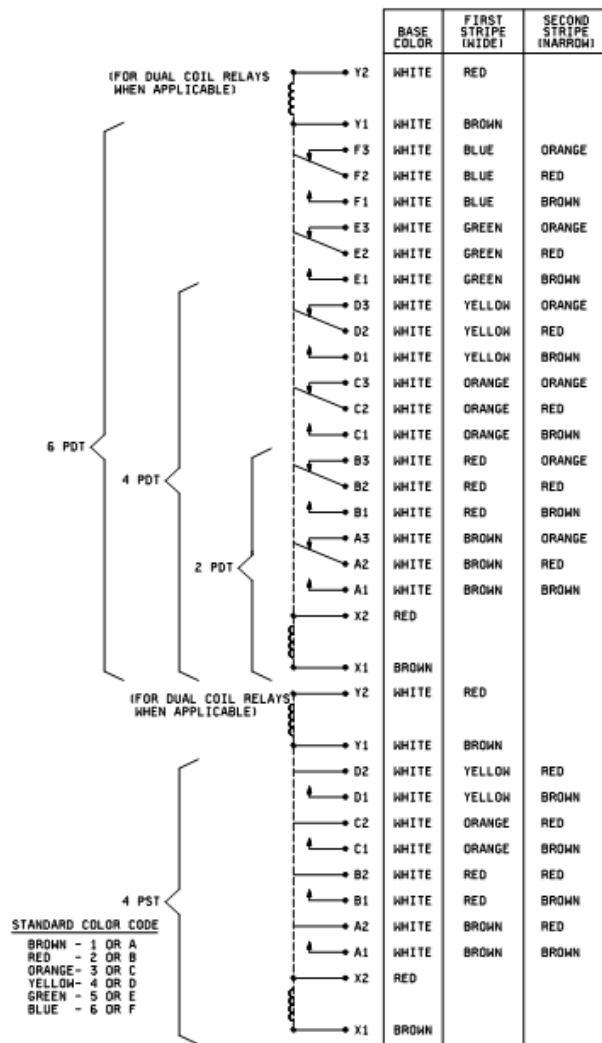 BASE COLOR FIRST STRIPE (WIDE) SECOND STRIPE (NARROW)
(FOR DUAL COIL RELAYS
WHEN APPLICABLE)
Y2 WHITE RED
Y1 WHITE BROWN
F3 WHITE BLUE ORANGE
F2 WHITE BLUE RED
F1 WHITE BLUE BROWN
E3 WHITE GREEN ORANGE
E2 WHITE GREEN RED
E1 WHITE GREEN BROWN
D3 WHITE YELLOW ORANGE
D2 WHITE YELLOW RED
D1 WHITE YELLOW BROWN
C3 WHITE ORANGE ORANGE
C2 WHITE ORANGE RED
C1 WHITE ORANGE BROWN
6 PDT
B3 WHITE RED ORANGE
4 PDT
B2 WHITE RED RED
B1 WHITE RED BROWN
A3 WHITE BROWN ORANGE
2 PDT
A2 WHITE BROWN RED
A1 WHITE BROWN BROWN
X2 RED
X1 BROWN
(FOR DUAL COIL RELAYS
WHEN APPLICABLE)
Y2 WHITE RED
Y1 WHITE BROWN
D2 WHITE YELLOW RED
D1 WHITE YELLOW BROWN
C2 WHITE ORANGE RED
C1 WHITE ORANGE BROWN
B2 WHITE RED RED
4 PST
B1 WHITE RED BROWN
A2 WHITE BROWN RED
A1 WHITE BROWN BROWN
X2 RED
X1 BROWN
STANDARD COLOR CODE
BROWN - 1 OR A
RED - 2 OR B
ORANGE- 3 OR C
YELLOW- 4 OR D
GREEN - 5 OR E
BLUE - 6 OR F